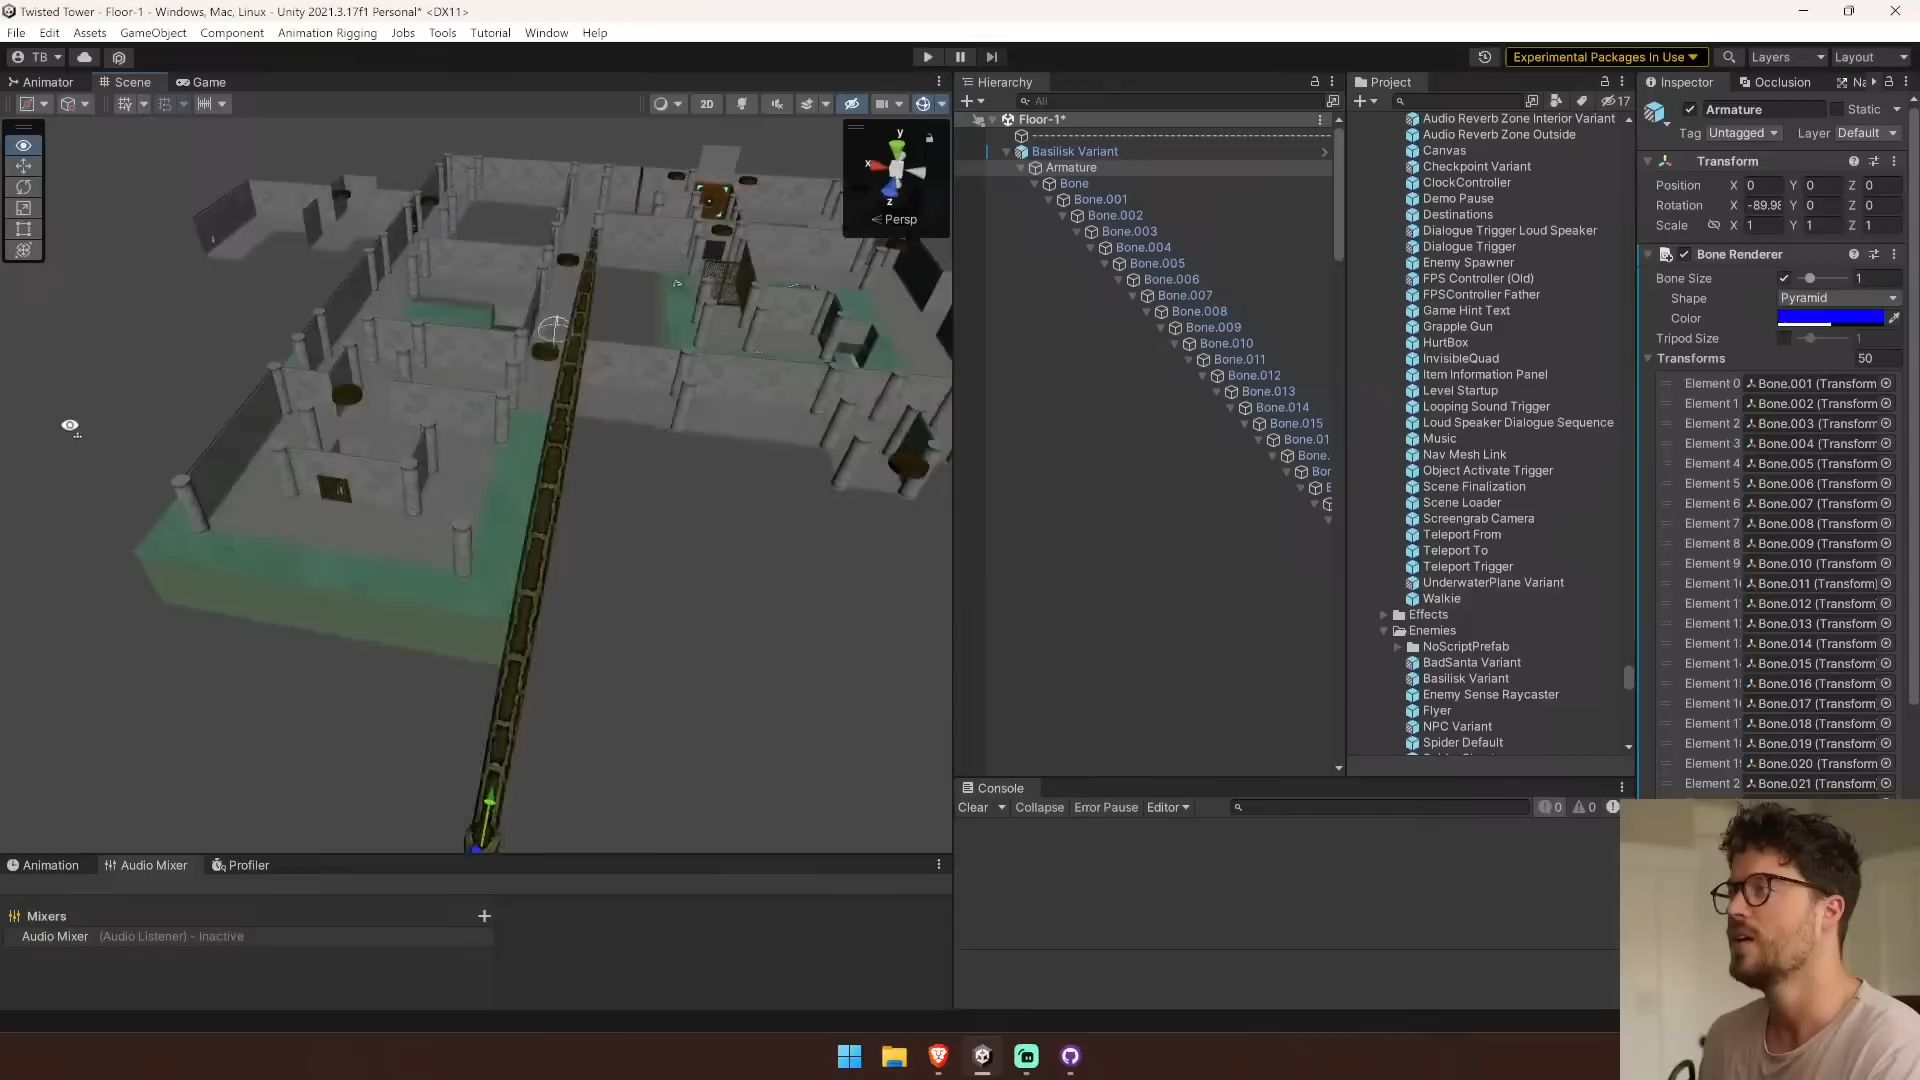 Twisted Tower - Floor-1 - Windows, Mac, Linux - Unity 2021.3.17f1 Personal* <DX11>
File Edit Assets GameObject Component Animation Rigging Jobs Tools Tutorial Window Help
TB Experimental Packages In Use Layers Layout
Animator Scene Game
2D
y
x
z
Persp
Hierarchy
All
Floor-1*
Basilisk Variant
Armature
Bone
Bone.001
Bone.002
Bone.003
Bone.004
Bone.005
Bone.006
Bone.007
Bone.008
Bone.009
Bone.010
Bone.011
Bone.012
Bone.013
Bone.014
Bone.015
Bone.01
Bone.
Bor
E
Project
17
Audio Reverb Zone Interior Variant
Audio Reverb Zone Outside
Canvas
Checkpoint Variant
ClockController
Demo Pause
Destinations
Dialogue Trigger Loud Speaker
Dialogue Trigger
Enemy Spawner
FPS Controller (Old)
FPSController Father
Game Hint Text
Grapple Gun
HurtBox
InvisibleQuad
Item Information Panel
Level Startup
Looping Sound Trigger
Loud Speaker Dialogue Sequence
Music
Nav Mesh Link
Object Activate Trigger
Scene Finalization
Scene Loader
Screengrab Camera
Teleport From
Teleport To
Teleport Trigger
UnderwaterPlane Variant
Walkie
Effects
Enemies
NoScriptPrefab
BadSanta Variant
Basilisk Variant
Enemy Sense Raycaster
Flyer
NPC Variant
Spider Default
Inspector Occlusion Na
Armature Static
Tag Untagged Layer Default
Transform
Position X 0 Y 0 Z 0
Rotation X -89.98 Y 0 Z 0
Scale X 1 Y 1 Z 1
Bone Renderer
Bone Size 1
Shape Pyramid
Color
Tripod Size 1
Transforms 50
Element 0 Bone.001 (Transform
Element 1 Bone.002 (Transform
Element 2 Bone.003 (Transform
Element 3 Bone.004 (Transform
Element 4 Bone.005 (Transform
Element 5 Bone.006 (Transform
Element 6 Bone.007 (Transform
Element 7 Bone.008 (Transform
Element 8 Bone.009 (Transform
Element 9 Bone.010 (Transform
Element 1 Bone.011 (Transform
Element 1 Bone.012 (Transform
Element 1 Bone.013 (Transform
Element 1 Bone.014 (Transform
Element 1 Bone.015 (Transform
Element 1 Bone.016 (Transform
Element 1 Bone.017 (Transform
Element 1 Bone.018 (Transform
Element 1 Bone.019 (Transform
Element 1 Bone.020 (Transform
Element 2 Bone.021 (Transform
Console
Clear Collapse Error Pause Editor 0 0
Animation Audio Mixer Profiler
Mixers
Audio Mixer (Audio Listener) - Inactive